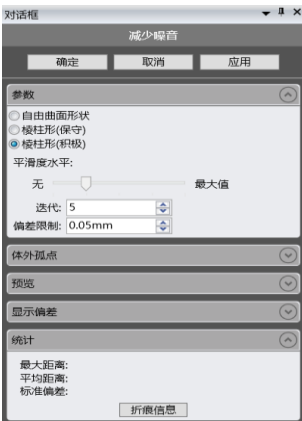 对话框
减少噪音
确定 取消 应用
参数
自由曲面形状
棱柱形(保守)
棱柱形(积极)
平滑度水平:
无 最大值
迭代: 5
偏差限制: 0.05mm
体外孤点
预览
显示偏差
统计
最大距离:
平均距离:
标准偏差:
折痕信息